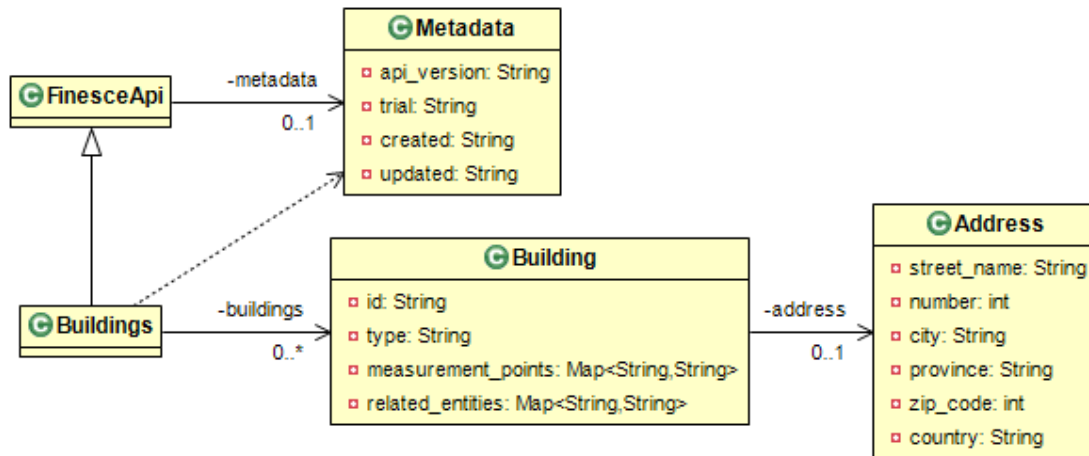 Metadata
api_version: String
trial: String
created: String
updated: String
FinesceApi
-metadata
0..1
Buildings
-buildings
0..*
Building
id: String
type: String
measurement_points: Map<String,String>
related_entities: Map<String,String>
-address
0..1
Address
street_name: String
number: int
city: String
province: String
zip_code: int
country: String